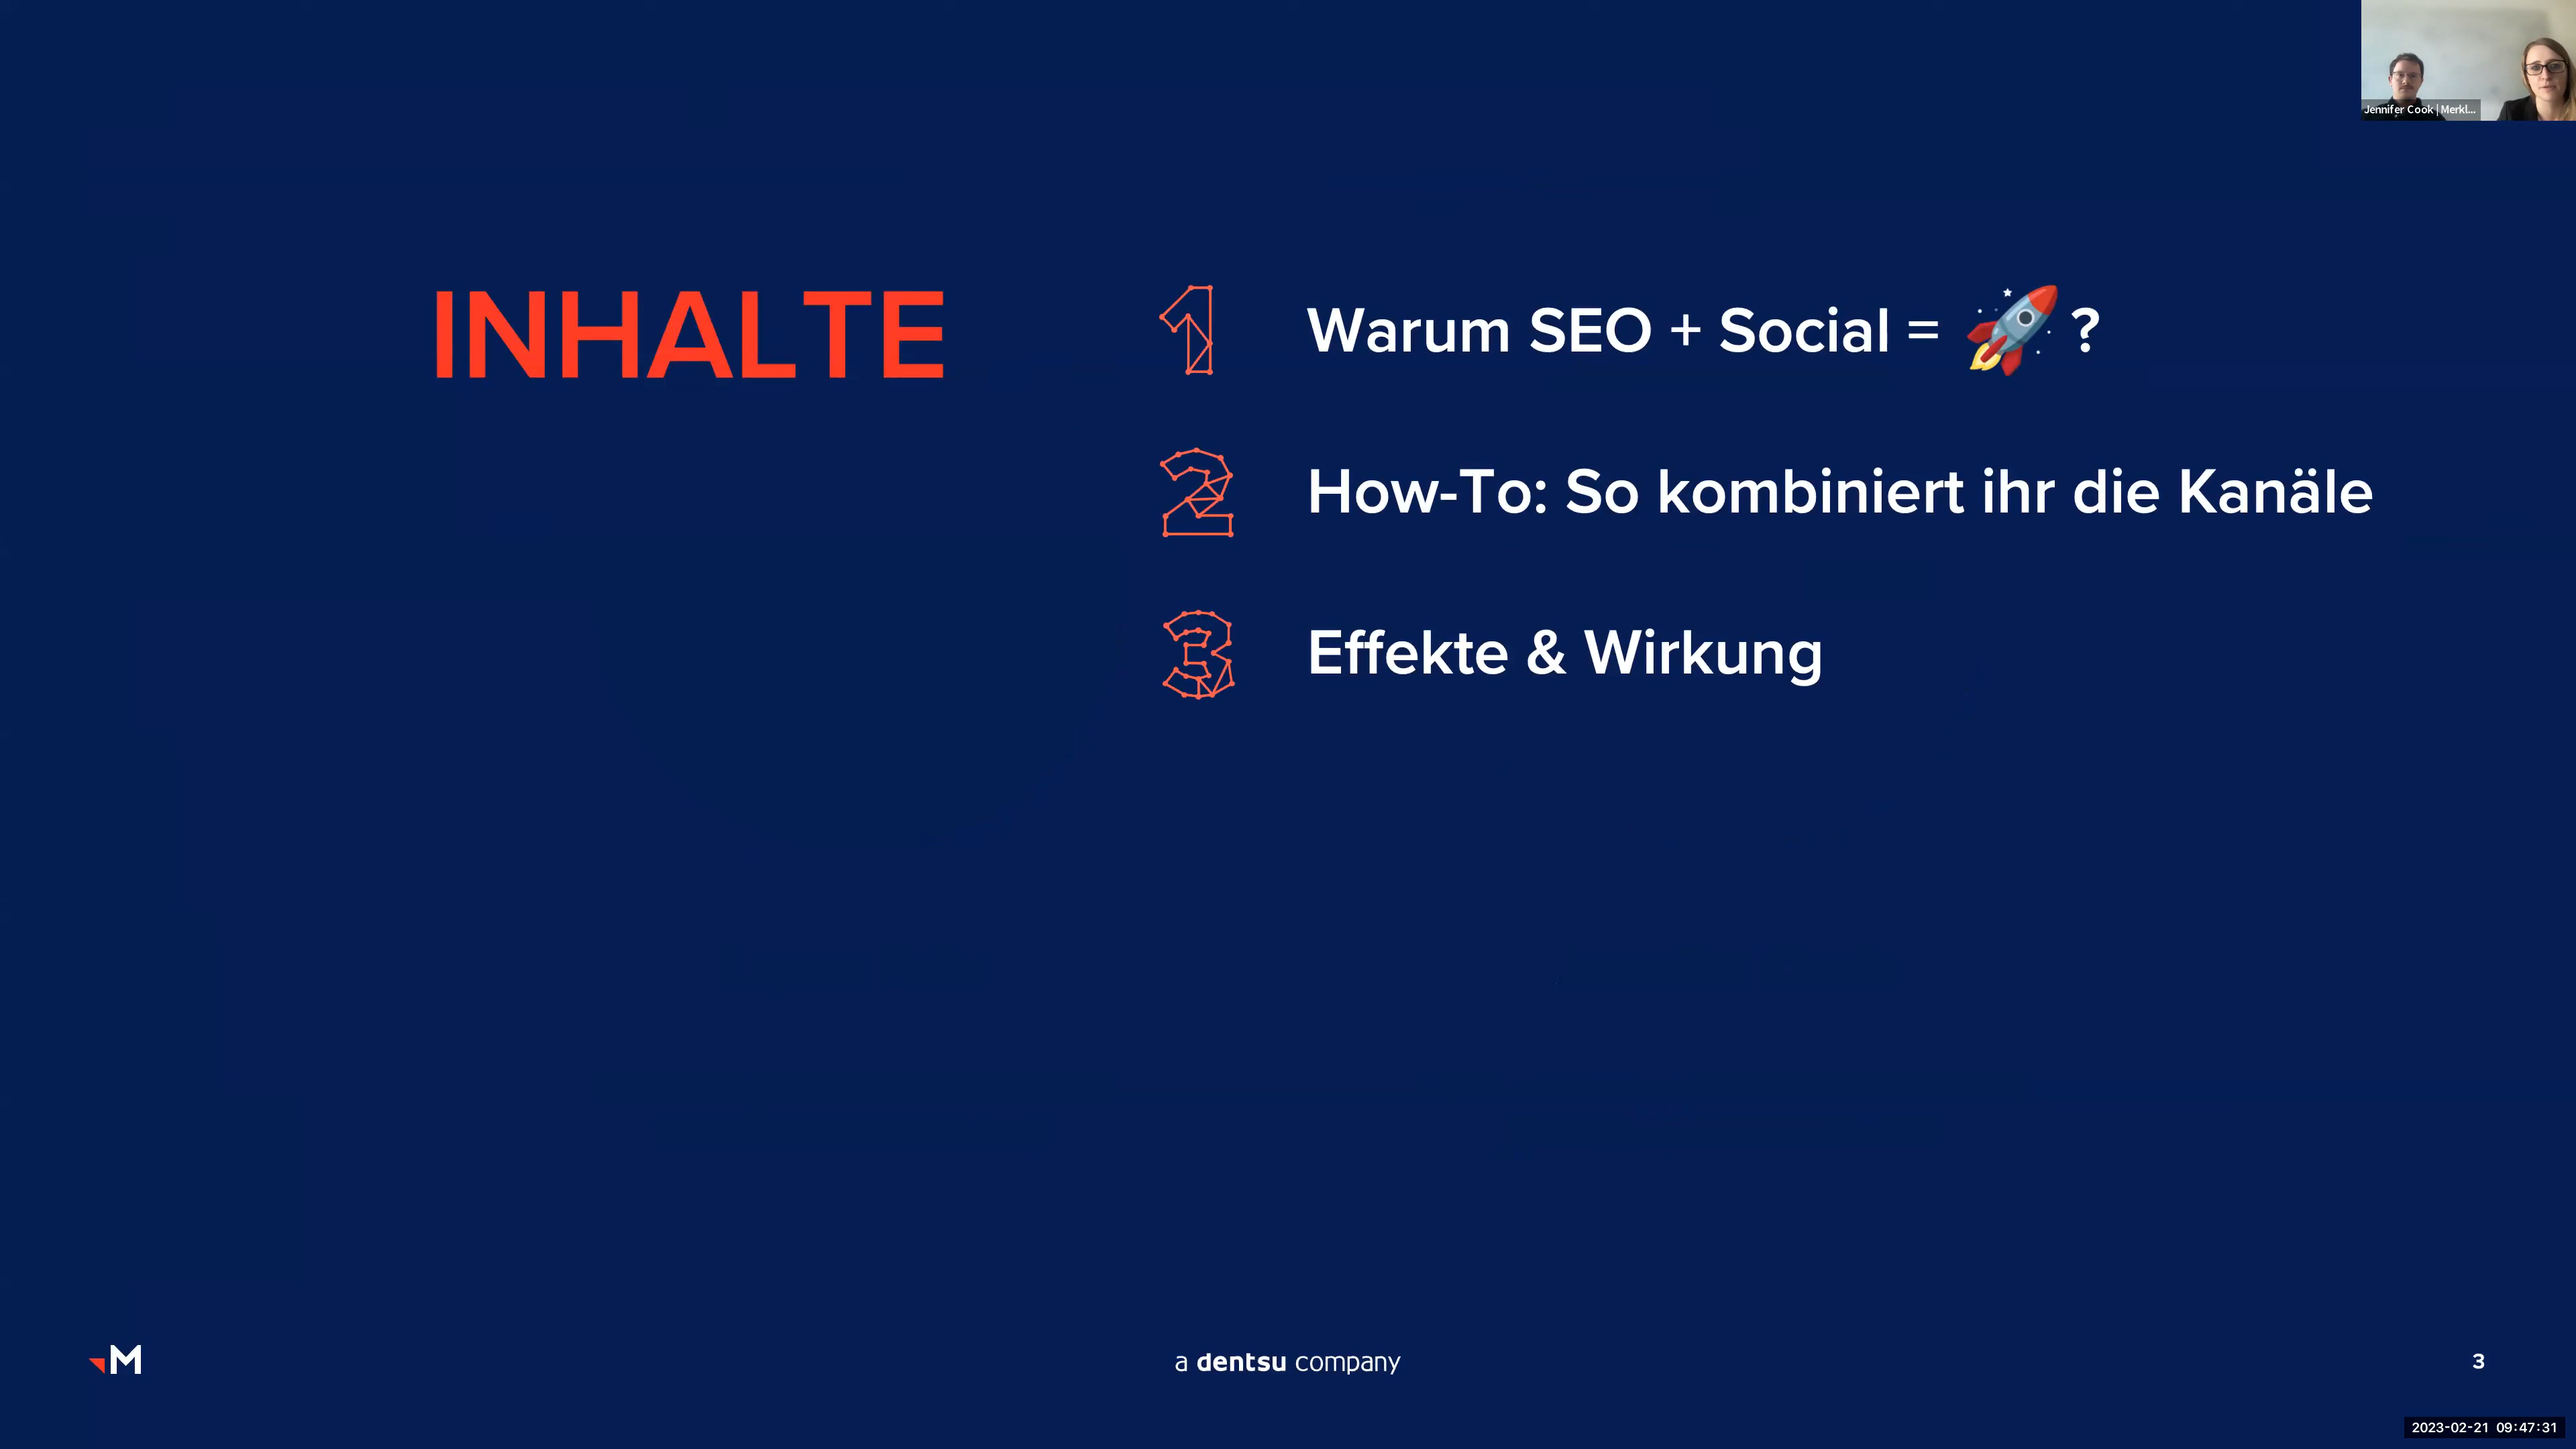 Jennifer Cook | Merkl...
INHALTE
1 Warum SEO + Social = 🚀 ?
2 How-To: So kombiniert ihr die Kanäle
3 Effekte & Wirkung
M
a dentsu company
3
2023-02-21 09:47:31